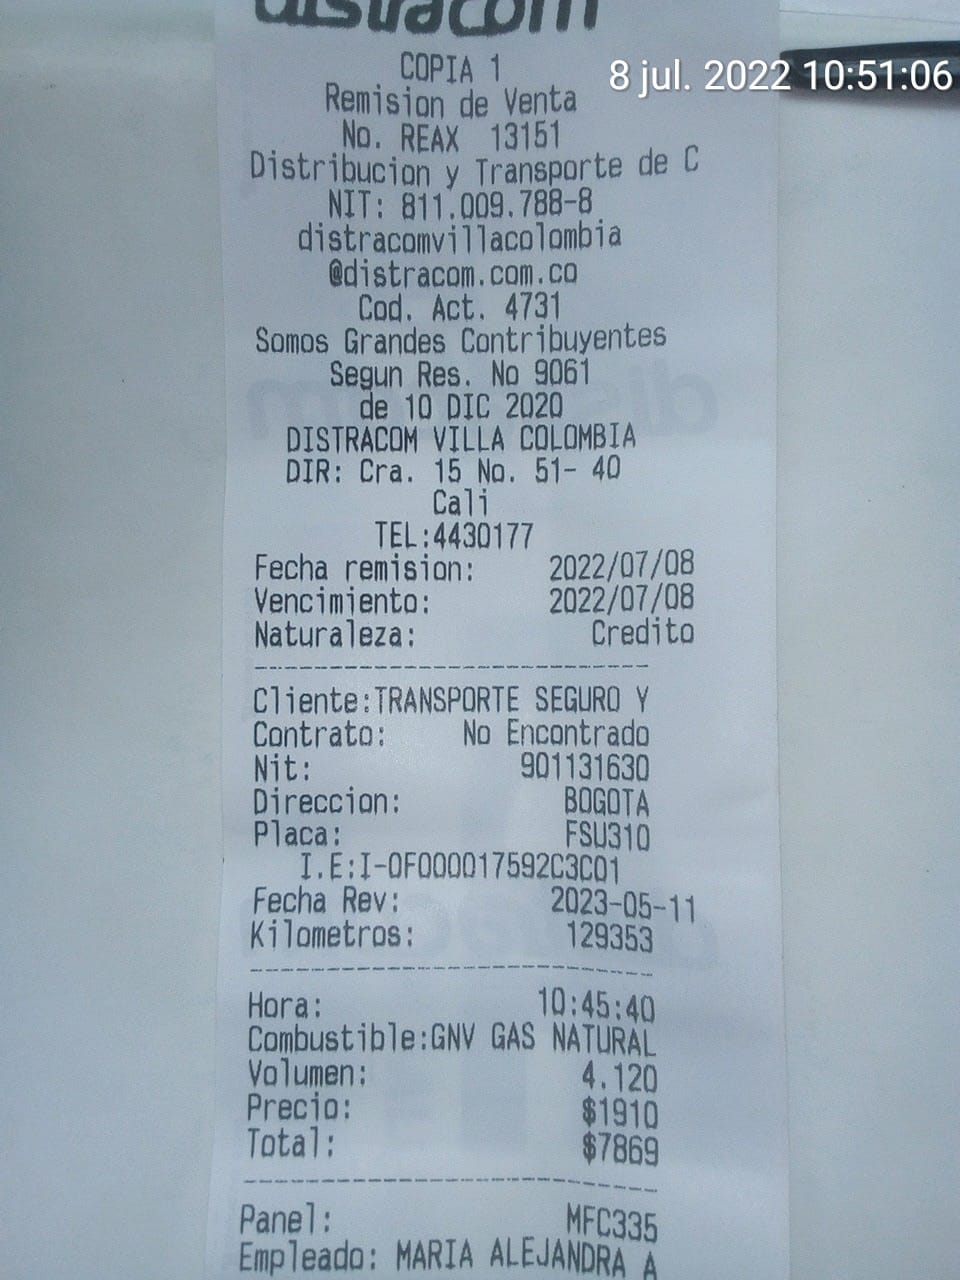 distracom
8 jul. 2022 10:51:06
COPIA 1
Remision de Venta
No. REAX 13151
Distribucion y Transporte de C
NIT: 811.009.788-8
distracomvillacolombia
@distracom.com.co
Cod. Act. 4731
Somos Grandes Contribuyentes
Segun Res. No 9061
de 10 DIC 2020
DISTRACOM VILLA COLOMBIA
DIR: Cra. 15 No. 51- 40
Cali
TEL:4430177
Fecha remision: 2022/07/08
Vencimiento: 2022/07/08
Naturaleza: Credito
Cliente:TRANSPORTE SEGURO Y
Contrato: No Encontrado
Nit: 901131630
Direccion: BOGOTA
Placa: FSU310
I.E:I-0F000017592C3C01
Fecha Rev: 2023-05-11
Kilometros: 129353
Hora: 10:45:40
Combustible:GNV GAS NATURAL
Volumen: 4.120
Precio: $1910
Total: $7869
Panel: MFC335
Empleado: MARIA ALEJANDRA A